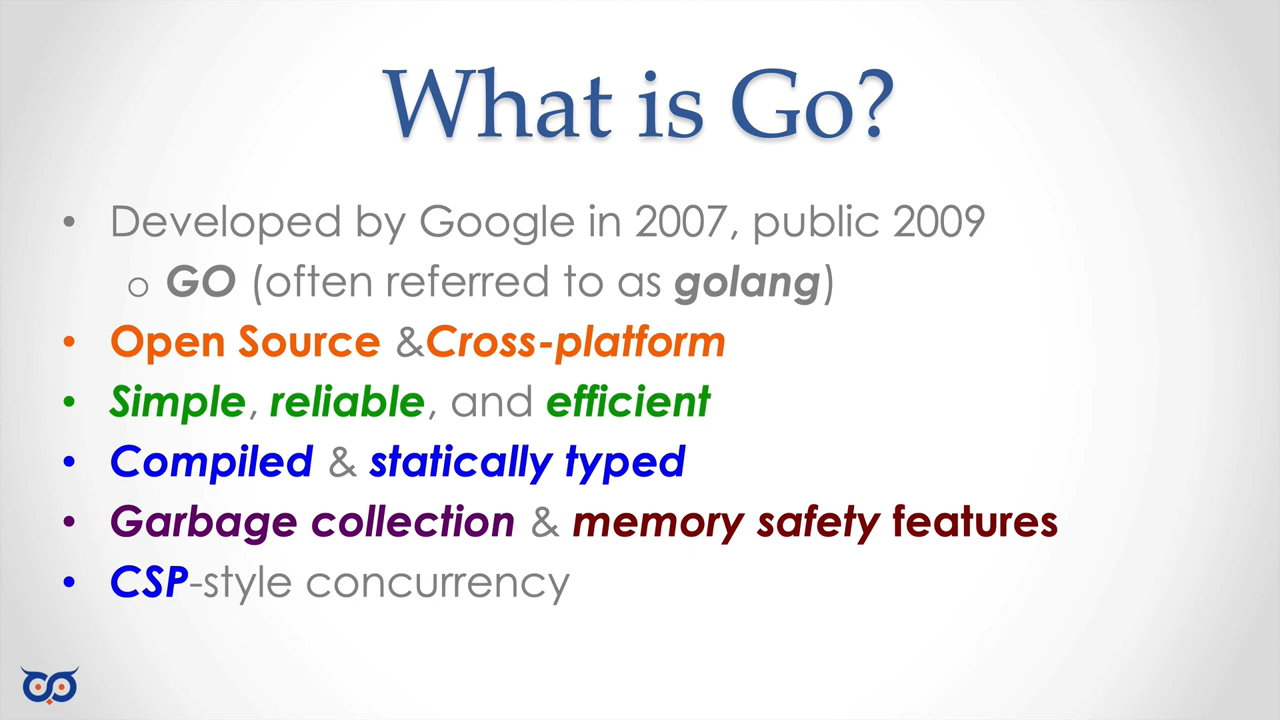 What is Go?
• Developed by Google in 2007, public 2009
o GO (often referred to as golang)
• Open Source &Cross-platform
• Simple, reliable, and efficient
• Compiled & statically typed
• Garbage collection & memory safety features
• CSP-style concurrency